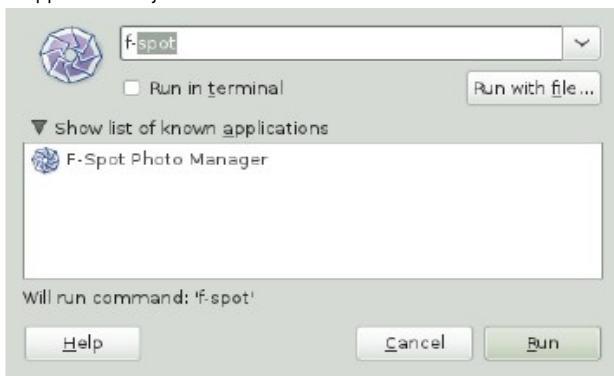 f-spot
Run in terminal
Run with file...
Show list of known applications
F-Spot Photo Manager
Will run command: 'f-spot'
Help
Cancel
Run